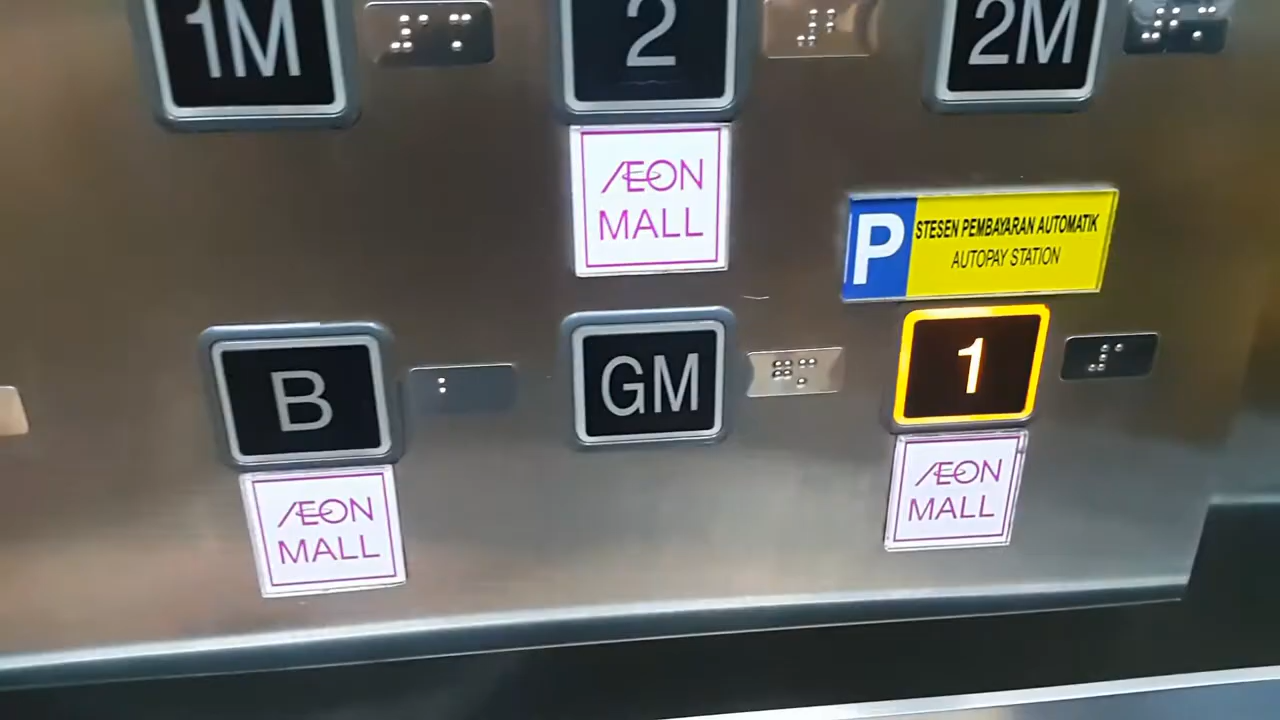 1M
2
2M
ÆON
MALL
P
STESEN PEMBAYARAN AUTOMATIK
AUTOPAY STATION
B
GM
1
ÆON
MALL
ÆON
MALL